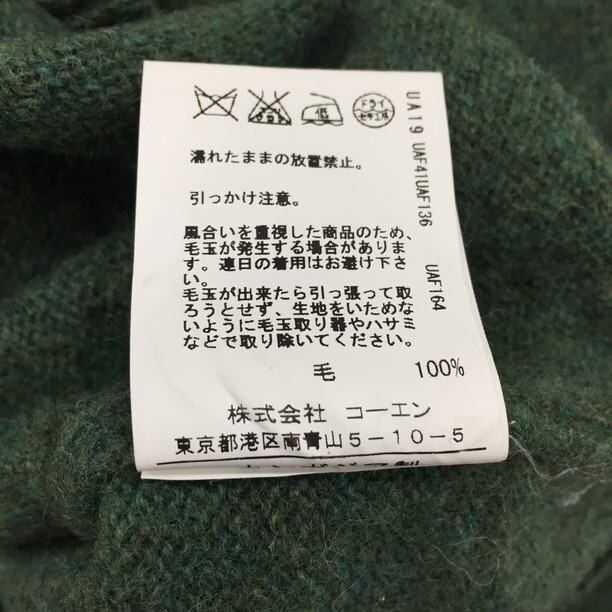 低
ドライ
セキユ系
濡れたままの放置禁止。
引っかけ注意。
風合いを重視した商品のため、
毛玉が発生する場合がありま
す。連日の着用はお避け下さ
い。
毛玉が出来たら引っ張って取
ろうとせず、生地をいためな
いように毛玉取り器やハサミ
などで取り除いてください。
毛 100%
株式会社 コーエン
東京都港区南青山5-10-5
UA19 UAF41UAF136 UAF164